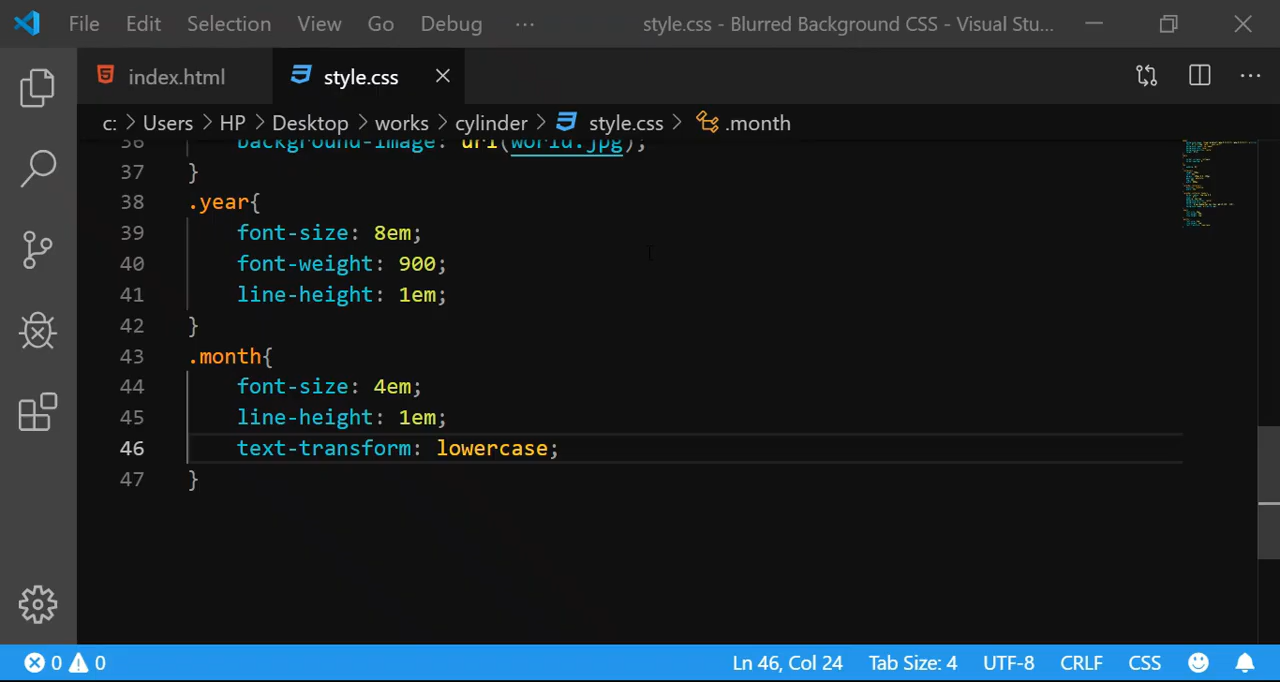 File Edit Selection View Go Debug ··· style.css - Blurred Background CSS - Visual Stu...
index.html style.css
c: > Users > HP > Desktop > works > cylinder > style.css > .month
36 background-image: url(world.jpg);
37 }
38 .year{
39 font-size: 8em;
40 font-weight: 900;
41 line-height: 1em;
42 }
43 .month{
44 font-size: 4em;
45 line-height: 1em;
46 text-transform: lowercase;
47 }
0 0 Ln 46, Col 24 Tab Size: 4 UTF-8 CRLF CSS